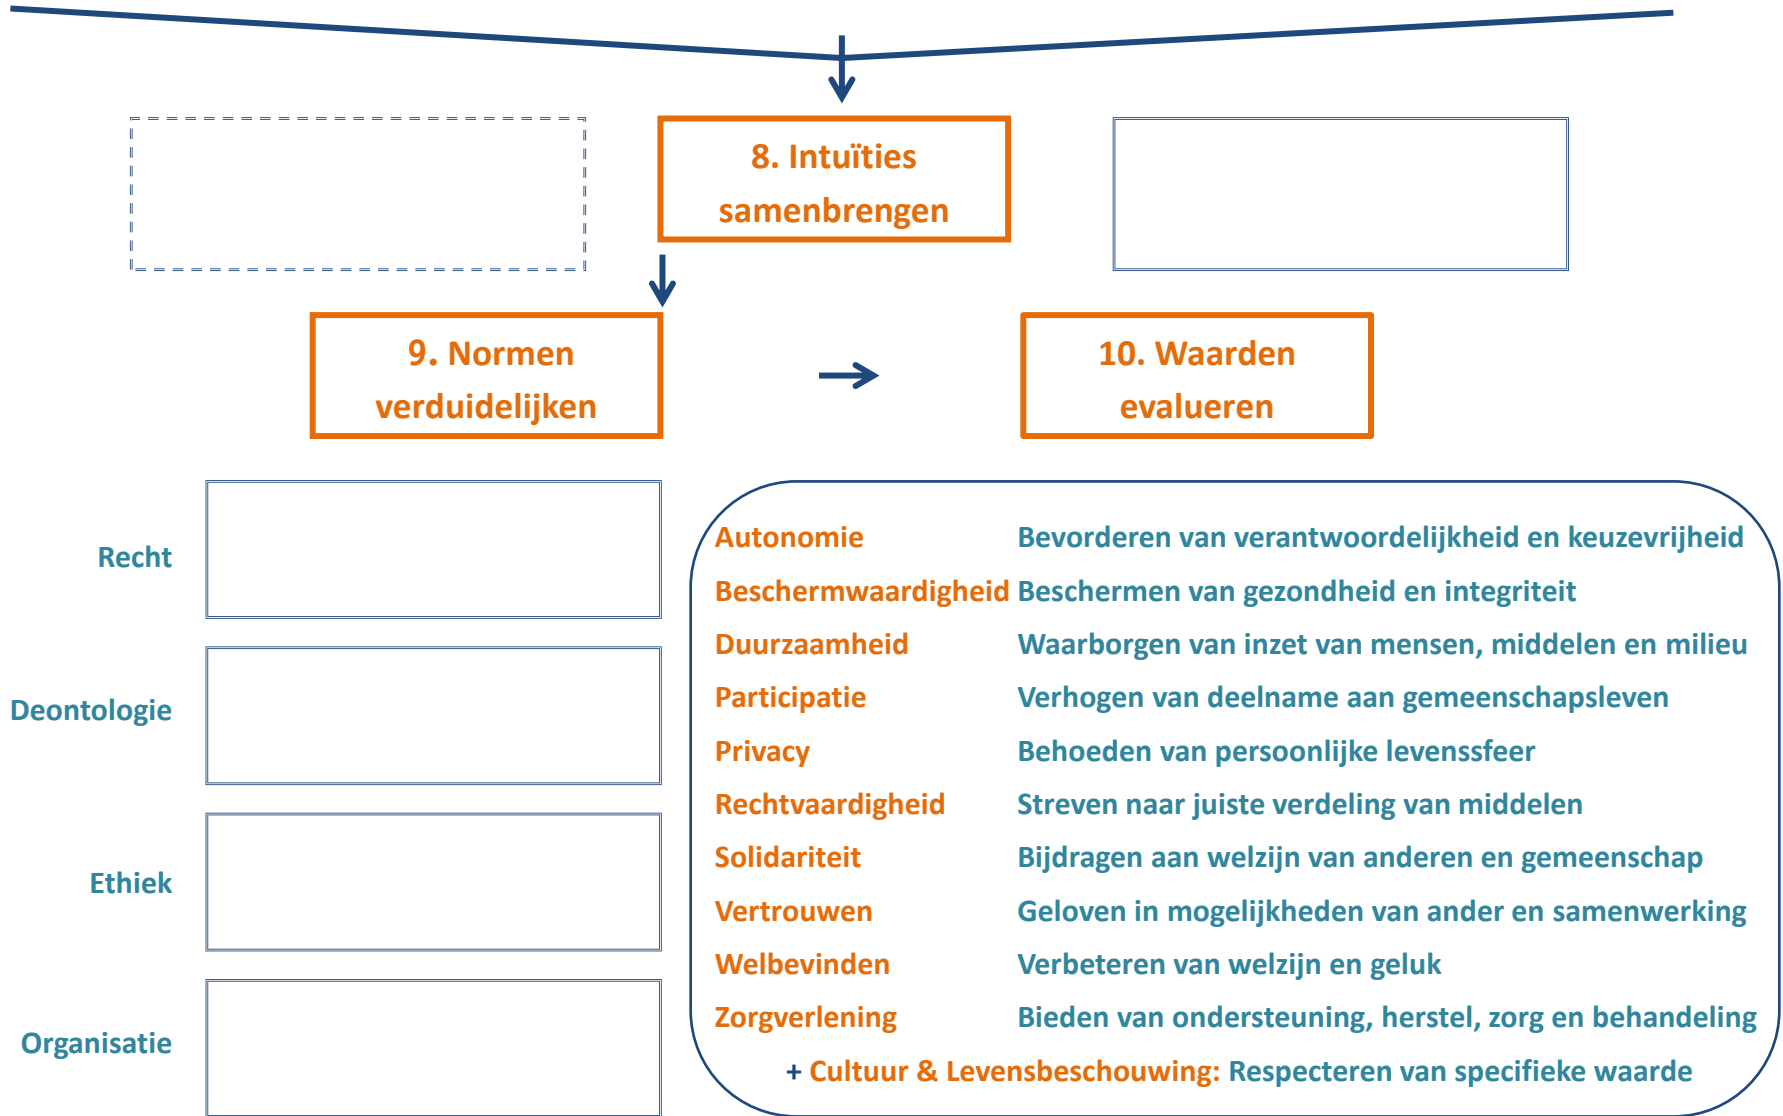 8. Intuïties
samenbrengen
9. Normen
verduidelijken
10. Waarden
evalueren
Recht
Deontologie
Ethiek
Organisatie
Autonomie Bevorderen van verantwoordelijkheid en keuzevrijheid
Beschermwaardigheid Beschermen van gezondheid en integriteit
Duurzaamheid Waarborgen van inzet van mensen, middelen en milieu
Participatie Verhogen van deelname aan gemeenschapsleven
Privacy Behoeden van persoonlijke levenssfeer
Rechtvaardigheid Streven naar juiste verdeling van middelen
Solidariteit Bijdragen aan welzijn van anderen en gemeenschap
Vertrouwen Geloven in mogelijkheden van ander en samenwerking
Welbevinden Verbeteren van welzijn en geluk
Zorgverlening Bieden van ondersteuning, herstel, zorg en behandeling
+ Cultuur & Levensbeschouwing: Respecteren van specifieke waarde